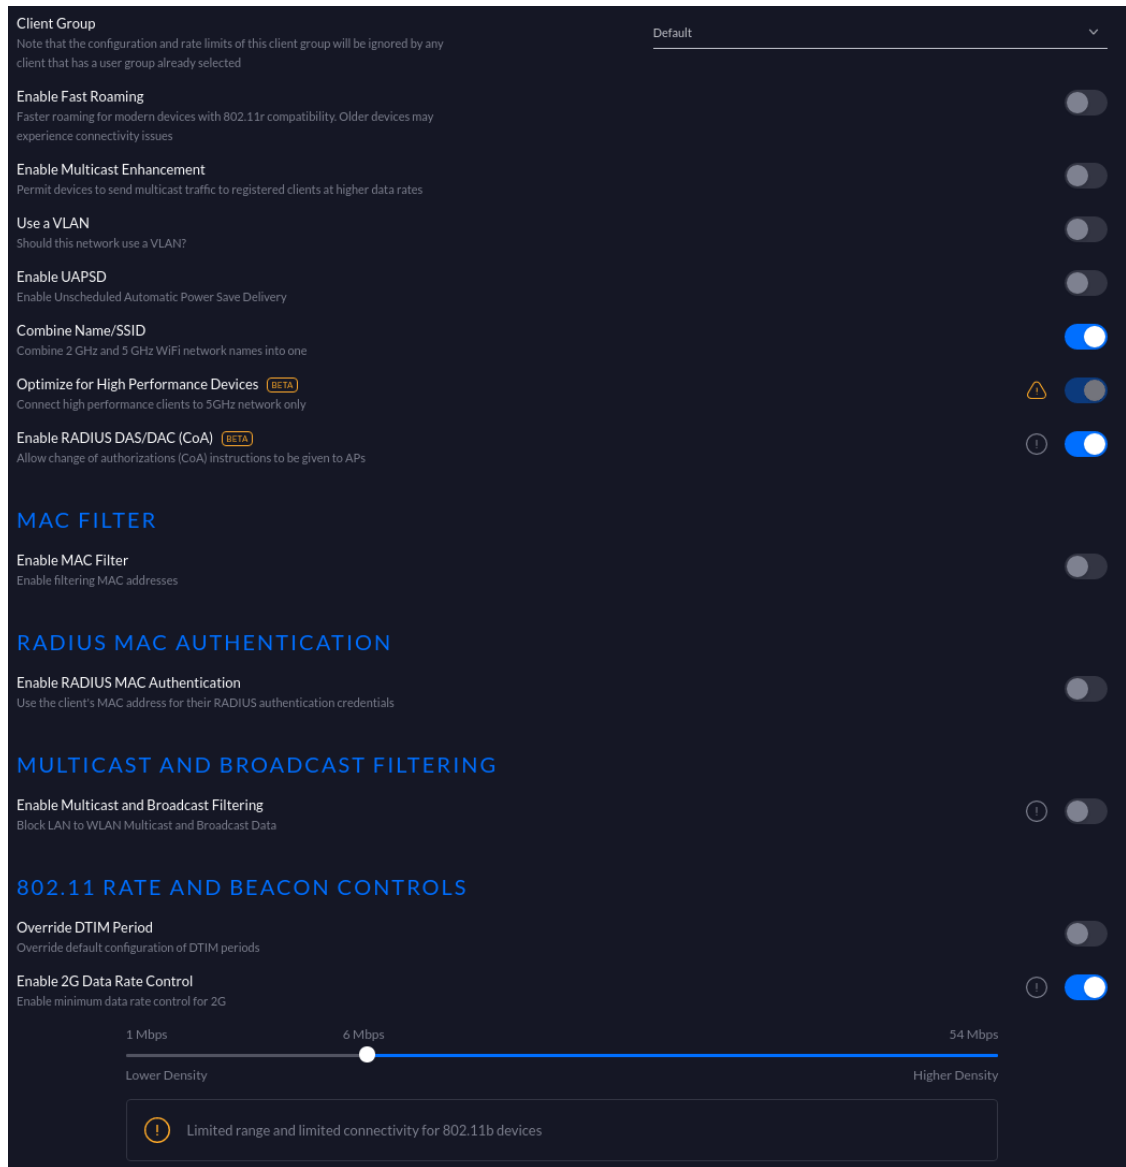 Client Group
Note that the configuration and rate limits of this client group will be ignored by any
client that has a user group already selected
Default
Enable Fast Roaming
Faster roaming for modern devices with 802.11r compatibility. Older devices may
experience connectivity issues
Enable Multicast Enhancement
Permit devices to send multicast traffic to registered clients at higher data rates
Use a VLAN
Should this network use a VLAN?
Enable UAPSD
Enable Unscheduled Automatic Power Save Delivery
Combine Name/SSID
Combine 2 GHz and 5 GHz WiFi network names into one
Optimize for High Performance Devices BETA
Connect high performance clients to 5GHz network only
Enable RADIUS DAS/DAC (CoA) BETA
Allow change of authorizations (CoA) instructions to be given to APs
MAC FILTER
Enable MAC Filter
Enable filtering MAC addresses
RADIUS MAC AUTHENTICATION
Enable RADIUS MAC Authentication
Use the client's MAC address for their RADIUS authentication credentials
MULTICAST AND BROADCAST FILTERING
Enable Multicast and Broadcast Filtering
Block LAN to WLAN Multicast and Broadcast Data
802.11 RATE AND BEACON CONTROLS
Override DTIM Period
Override default configuration of DTIM periods
Enable 2G Data Rate Control
Enable minimum data rate control for 2G
1 Mbps 6 Mbps 54 Mbps
Lower Density Higher Density
Limited range and limited connectivity for 802.11b devices